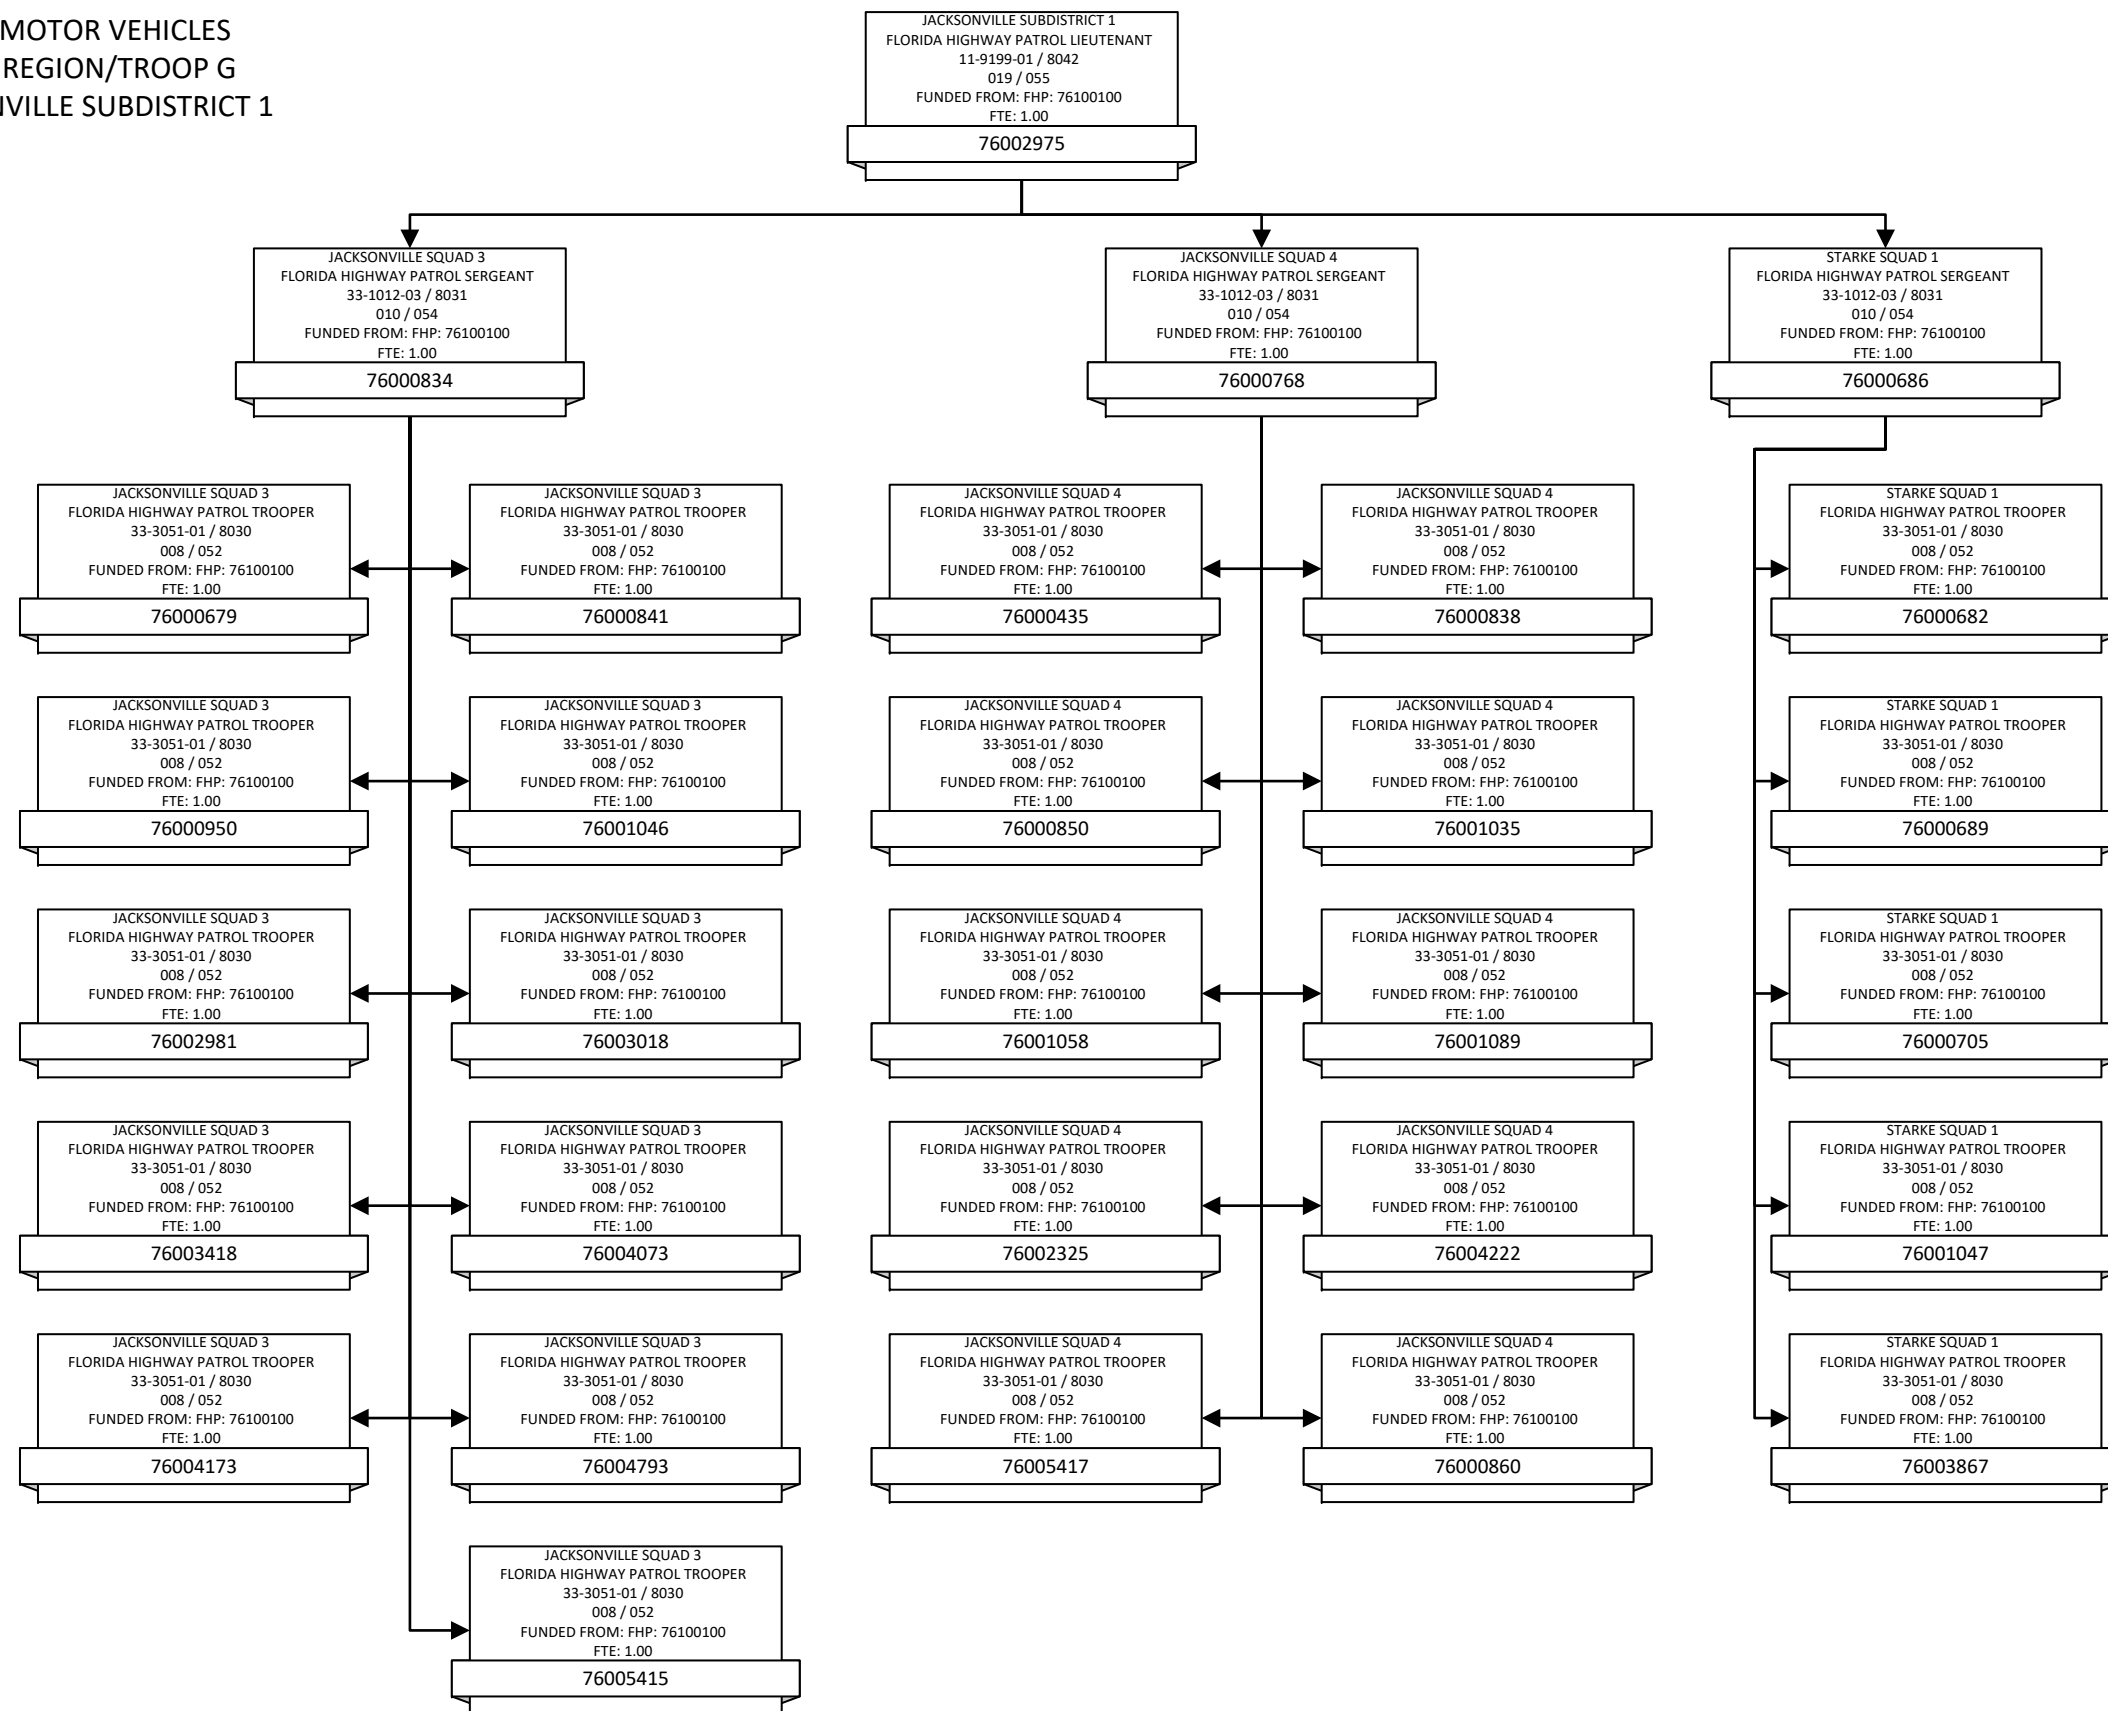 MOTOR VEHICLES
REGION/TROOP G
NVILLE SUBDISTRICT 1
JACKSONVILLE SUBDISTRICT 1
FLORIDA HIGHWAY PATROL LIEUTENANT
11-9199-01 / 8042
019 / 055
FUNDED FROM: FHP: 76100100
FTE: 1.00
76002975
JACKSONVILLE SQUAD 3
FLORIDA HIGHWAY PATROL SERGEANT
33-1012-03 / 8031
010 / 054
FUNDED FROM: FHP: 76100100
FTE: 1.00
76000834
JACKSONVILLE SQUAD 4
FLORIDA HIGHWAY PATROL SERGEANT
33-1012-03 / 8031
010 / 054
FUNDED FROM: FHP: 76100100
FTE: 1.00
76000768
STARKE SQUAD 1
FLORIDA HIGHWAY PATROL SERGEANT
33-1012-03 / 8031
010 / 054
FUNDED FROM: FHP: 76100100
FTE: 1.00
76000686
JACKSONVILLE SQUAD 3
FLORIDA HIGHWAY PATROL TROOPER
33-3051-01 / 8030
008 / 052
FUNDED FROM: FHP: 76100100
FTE: 1.00
76000679
JACKSONVILLE SQUAD 3
FLORIDA HIGHWAY PATROL TROOPER
33-3051-01 / 8030
008 / 052
FUNDED FROM: FHP: 76100100
FTE: 1.00
76000841
JACKSONVILLE SQUAD 4
FLORIDA HIGHWAY PATROL TROOPER
33-3051-01 / 8030
008 / 052
FUNDED FROM: FHP: 76100100
FTE: 1.00
76000435
JACKSONVILLE SQUAD 4
FLORIDA HIGHWAY PATROL TROOPER
33-3051-01 / 8030
008 / 052
FUNDED FROM: FHP: 76100100
FTE: 1.00
76000838
STARKE SQUAD 1
FLORIDA HIGHWAY PATROL TROOPER
33-3051-01 / 8030
008 / 052
FUNDED FROM: FHP: 76100100
FTE: 1.00
76000682
JACKSONVILLE SQUAD 3
FLORIDA HIGHWAY PATROL TROOPER
33-3051-01 / 8030
008 / 052
FUNDED FROM: FHP: 76100100
FTE: 1.00
76000950
JACKSONVILLE SQUAD 3
FLORIDA HIGHWAY PATROL TROOPER
33-3051-01 / 8030
008 / 052
FUNDED FROM: FHP: 76100100
FTE: 1.00
76001046
JACKSONVILLE SQUAD 4
FLORIDA HIGHWAY PATROL TROOPER
33-3051-01 / 8030
008 / 052
FUNDED FROM: FHP: 76100100
FTE: 1.00
76000850
JACKSONVILLE SQUAD 4
FLORIDA HIGHWAY PATROL TROOPER
33-3051-01 / 8030
008 / 052
FUNDED FROM: FHP: 76100100
FTE: 1.00
76001035
STARKE SQUAD 1
FLORIDA HIGHWAY PATROL TROOPER
33-3051-01 / 8030
008 / 052
FUNDED FROM: FHP: 76100100
FTE: 1.00
76000689
JACKSONVILLE SQUAD 3
FLORIDA HIGHWAY PATROL TROOPER
33-3051-01 / 8030
008 / 052
FUNDED FROM: FHP: 76100100
FTE: 1.00
76002981
JACKSONVILLE SQUAD 3
FLORIDA HIGHWAY PATROL TROOPER
33-3051-01 / 8030
008 / 052
FUNDED FROM: FHP: 76100100
FTE: 1.00
76003018
JACKSONVILLE SQUAD 4
FLORIDA HIGHWAY PATROL TROOPER
33-3051-01 / 8030
008 / 052
FUNDED FROM: FHP: 76100100
FTE: 1.00
76001058
JACKSONVILLE SQUAD 4
FLORIDA HIGHWAY PATROL TROOPER
33-3051-01 / 8030
008 / 052
FUNDED FROM: FHP: 76100100
FTE: 1.00
76001089
STARKE SQUAD 1
FLORIDA HIGHWAY PATROL TROOPER
33-3051-01 / 8030
008 / 052
FUNDED FROM: FHP: 76100100
FTE: 1.00
76000705
JACKSONVILLE SQUAD 3
FLORIDA HIGHWAY PATROL TROOPER
33-3051-01 / 8030
008 / 052
FUNDED FROM: FHP: 76100100
FTE: 1.00
76003418
JACKSONVILLE SQUAD 3
FLORIDA HIGHWAY PATROL TROOPER
33-3051-01 / 8030
008 / 052
FUNDED FROM: FHP: 76100100
FTE: 1.00
76004073
JACKSONVILLE SQUAD 4
FLORIDA HIGHWAY PATROL TROOPER
33-3051-01 / 8030
008 / 052
FUNDED FROM: FHP: 76100100
FTE: 1.00
76002325
JACKSONVILLE SQUAD 4
FLORIDA HIGHWAY PATROL TROOPER
33-3051-01 / 8030
008 / 052
FUNDED FROM: FHP: 76100100
FTE: 1.00
76004222
STARKE SQUAD 1
FLORIDA HIGHWAY PATROL TROOPER
33-3051-01 / 8030
008 / 052
FUNDED FROM: FHP: 76100100
FTE: 1.00
76001047
JACKSONVILLE SQUAD 3
FLORIDA HIGHWAY PATROL TROOPER
33-3051-01 / 8030
008 / 052
FUNDED FROM: FHP: 76100100
FTE: 1.00
76004173
JACKSONVILLE SQUAD 3
FLORIDA HIGHWAY PATROL TROOPER
33-3051-01 / 8030
008 / 052
FUNDED FROM: FHP: 76100100
FTE: 1.00
76004793
JACKSONVILLE SQUAD 4
FLORIDA HIGHWAY PATROL TROOPER
33-3051-01 / 8030
008 / 052
FUNDED FROM: FHP: 76100100
FTE: 1.00
76005417
JACKSONVILLE SQUAD 4
FLORIDA HIGHWAY PATROL TROOPER
33-3051-01 / 8030
008 / 052
FUNDED FROM: FHP: 76100100
FTE: 1.00
76000860
STARKE SQUAD 1
FLORIDA HIGHWAY PATROL TROOPER
33-3051-01 / 8030
008 / 052
FUNDED FROM: FHP: 76100100
FTE: 1.00
76003867
JACKSONVILLE SQUAD 3
FLORIDA HIGHWAY PATROL TROOPER
33-3051-01 / 8030
008 / 052
FUNDED FROM: FHP: 76100100
FTE: 1.00
76005415